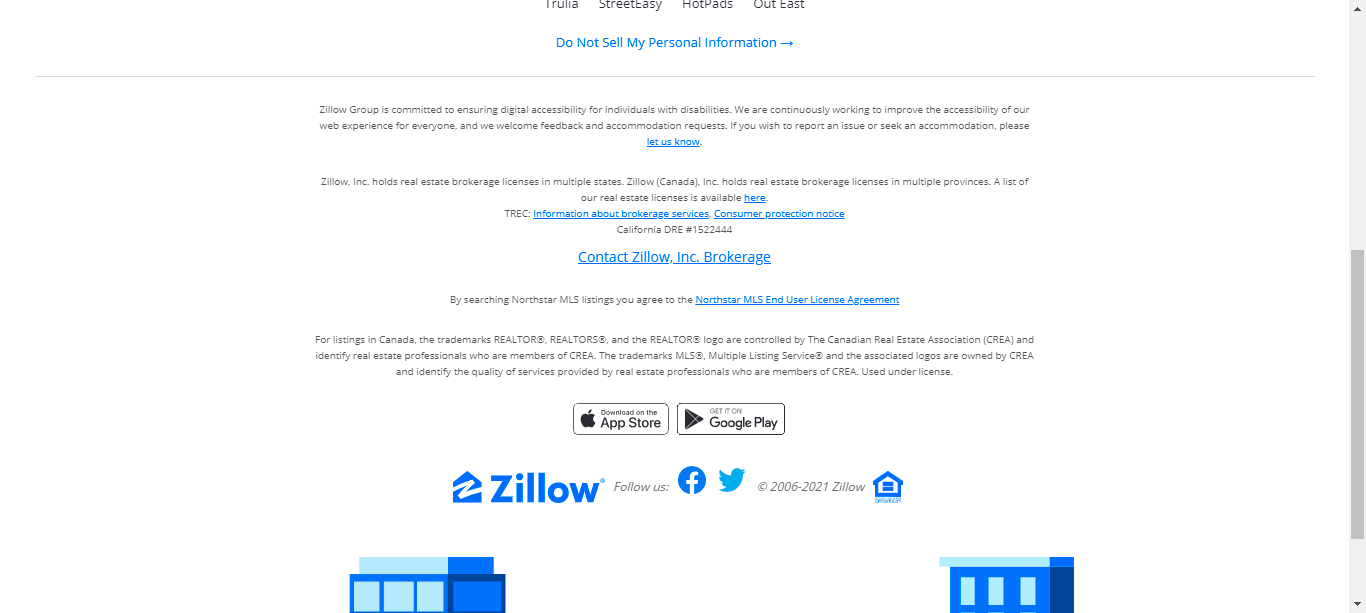 Trulia StreetEasy HotPads Out East
Do Not Sell My Personal Information →
Zillow Group is committed to ensuring digital accessibility for individuals with disabilities. We are continuously working to improve the accessibility of our
web experience for everyone, and we welcome feedback and accommodation requests. If you wish to report an issue or seek an accommodation, please
let us know.
Zillow, Inc. holds real estate brokerage licenses in multiple states. Zillow (Canada), Inc. holds real estate brokerage licenses in multiple provinces. A list of
our real estate licenses is available here.
TREC: Information about brokerage services, Consumer protection notice
California DRE #1522444
Contact Zillow, Inc. Brokerage
By searching Northstar MLS listings you agree to the Northstar MLS End User License Agreement
For listings in Canada, the trademarks REALTOR®, REALTORS®, and the REALTOR® logo are controlled by The Canadian Real Estate Association (CREA) and
identify real estate professionals who are members of CREA. The trademarks MLS®, Multiple Listing Service® and the associated logos are owned by CREA
and identify the quality of services provided by real estate professionals who are members of CREA. Used under license.
Download on the App Store
GET IT ON Google Play
Zillow® Follow us: © 2006-2021 Zillow